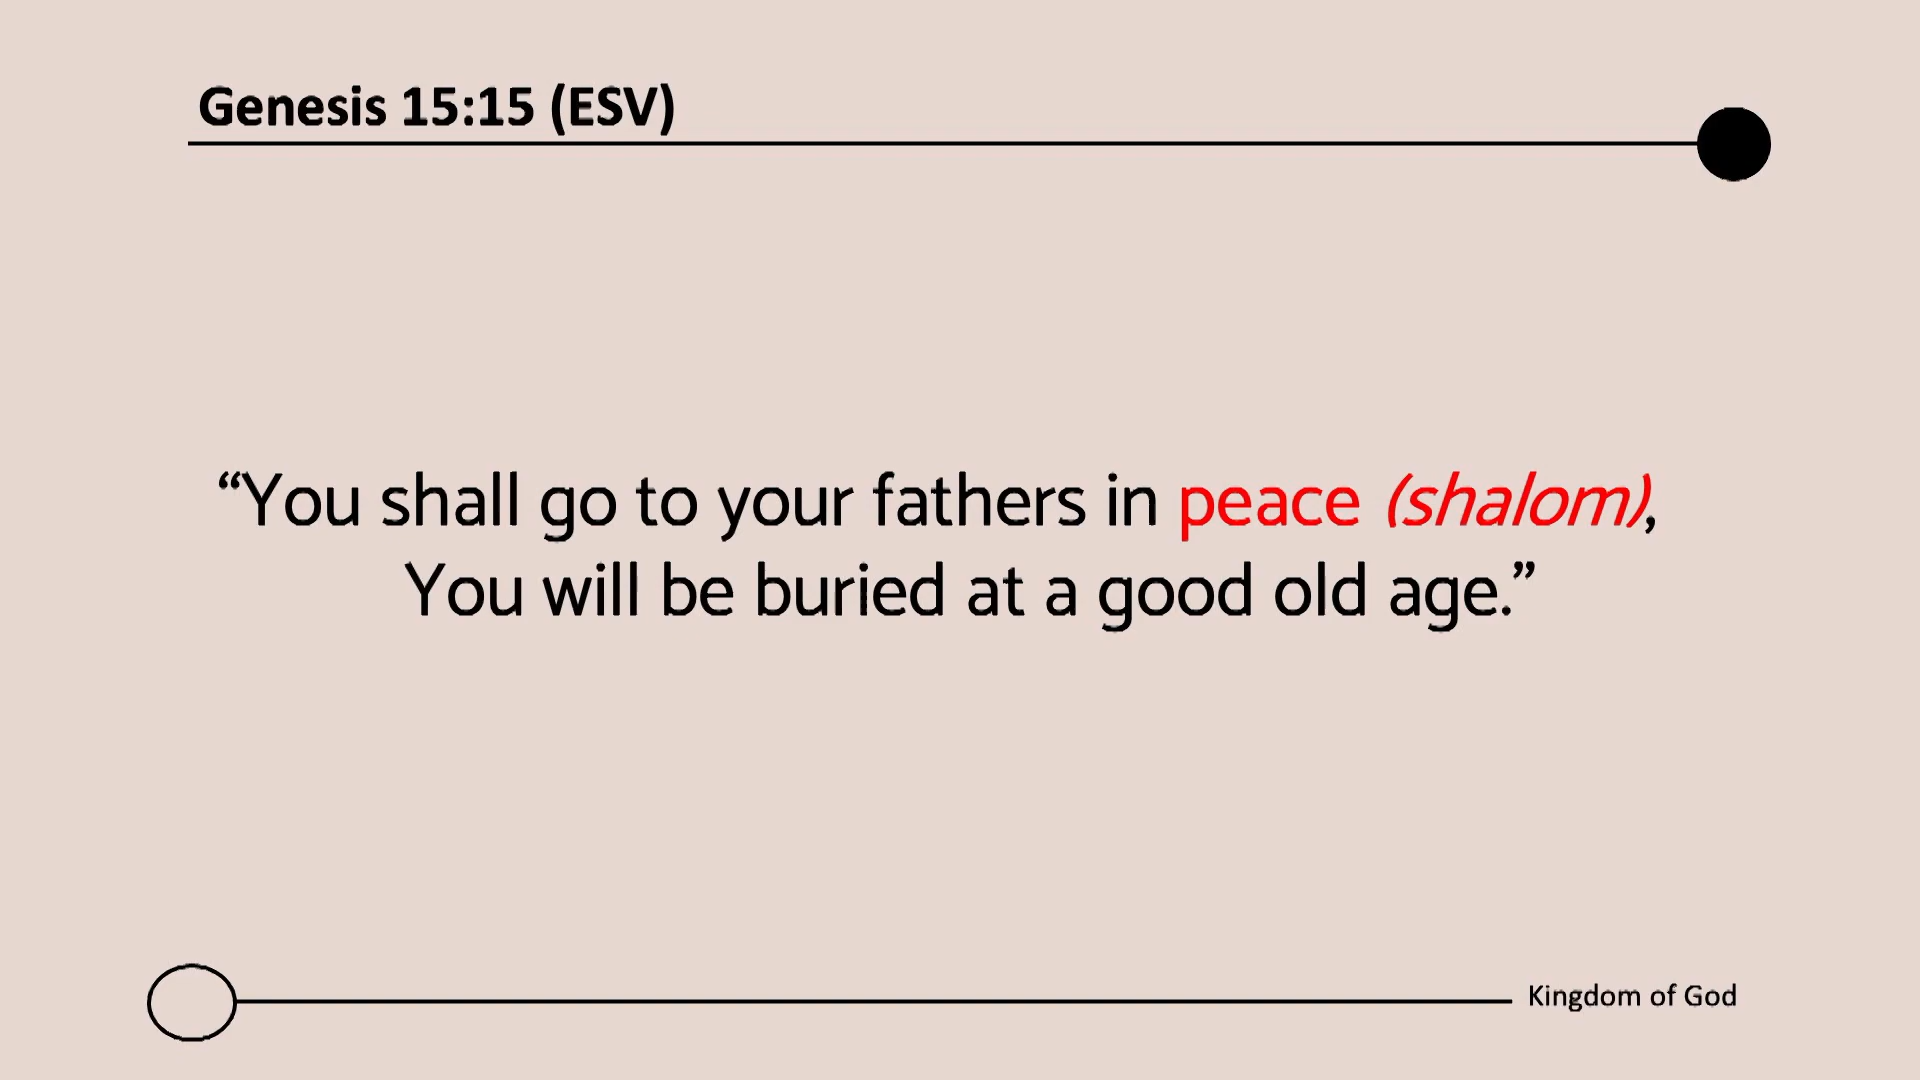 Genesis 15:15 (ESV)
“You shall go to your fathers in peace (shalom),
You will be buried at a good old age.”
Kingdom of God